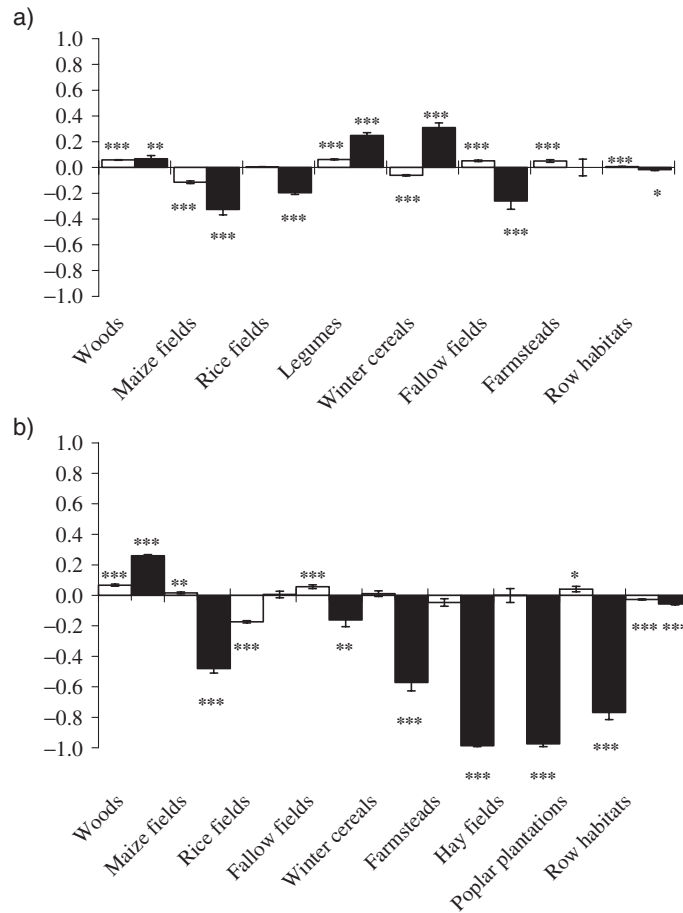 a)
1.0
0.8
0.6
0.4
0.2
0.0
−0.2
−0.4
−0.6
−0.8
−1.0
*** ** *** *** *** *** *** *** *** *** *** *** *** *
Woods
Maize fields
Rice fields
Legumes
Winter cereals
Fallow fields
Farmsteads
Row habitats
b)
1.0
0.8
0.6
0.4
0.2
0.0
−0.2
−0.4
−0.6
−0.8
−1.0
*** *** ** *** *** *** ** *** *** *** * *** *** ***
Woods
Maize fields
Rice fields
Fallow fields
Winter cereals
Farmsteads
Hay fields
Poplar plantations
Row habitats